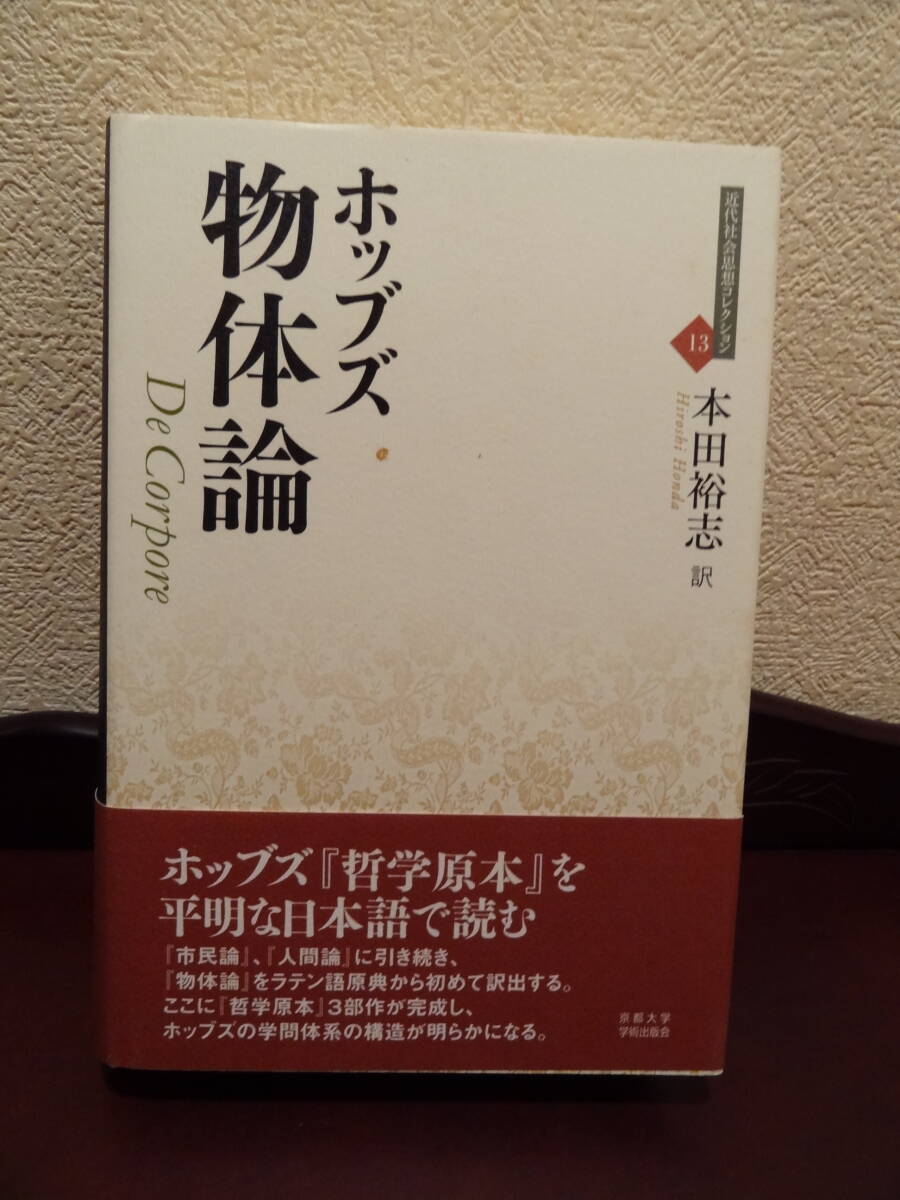 近代社会思想コレクション
13
本田裕志 訳
Hiroshi Honda
ホッブズ
物体論
De Corpore
ホッブズ『哲学原本』を
平明な日本語で読む
『市民論』、『人間論』に引き続き、
『物体論』をラテン語原典から初めて訳出する。
ここに『哲学原本』3部作が完成し、
ホッブズの学問体系の構造が明らかになる。
京都大学
学術出版会